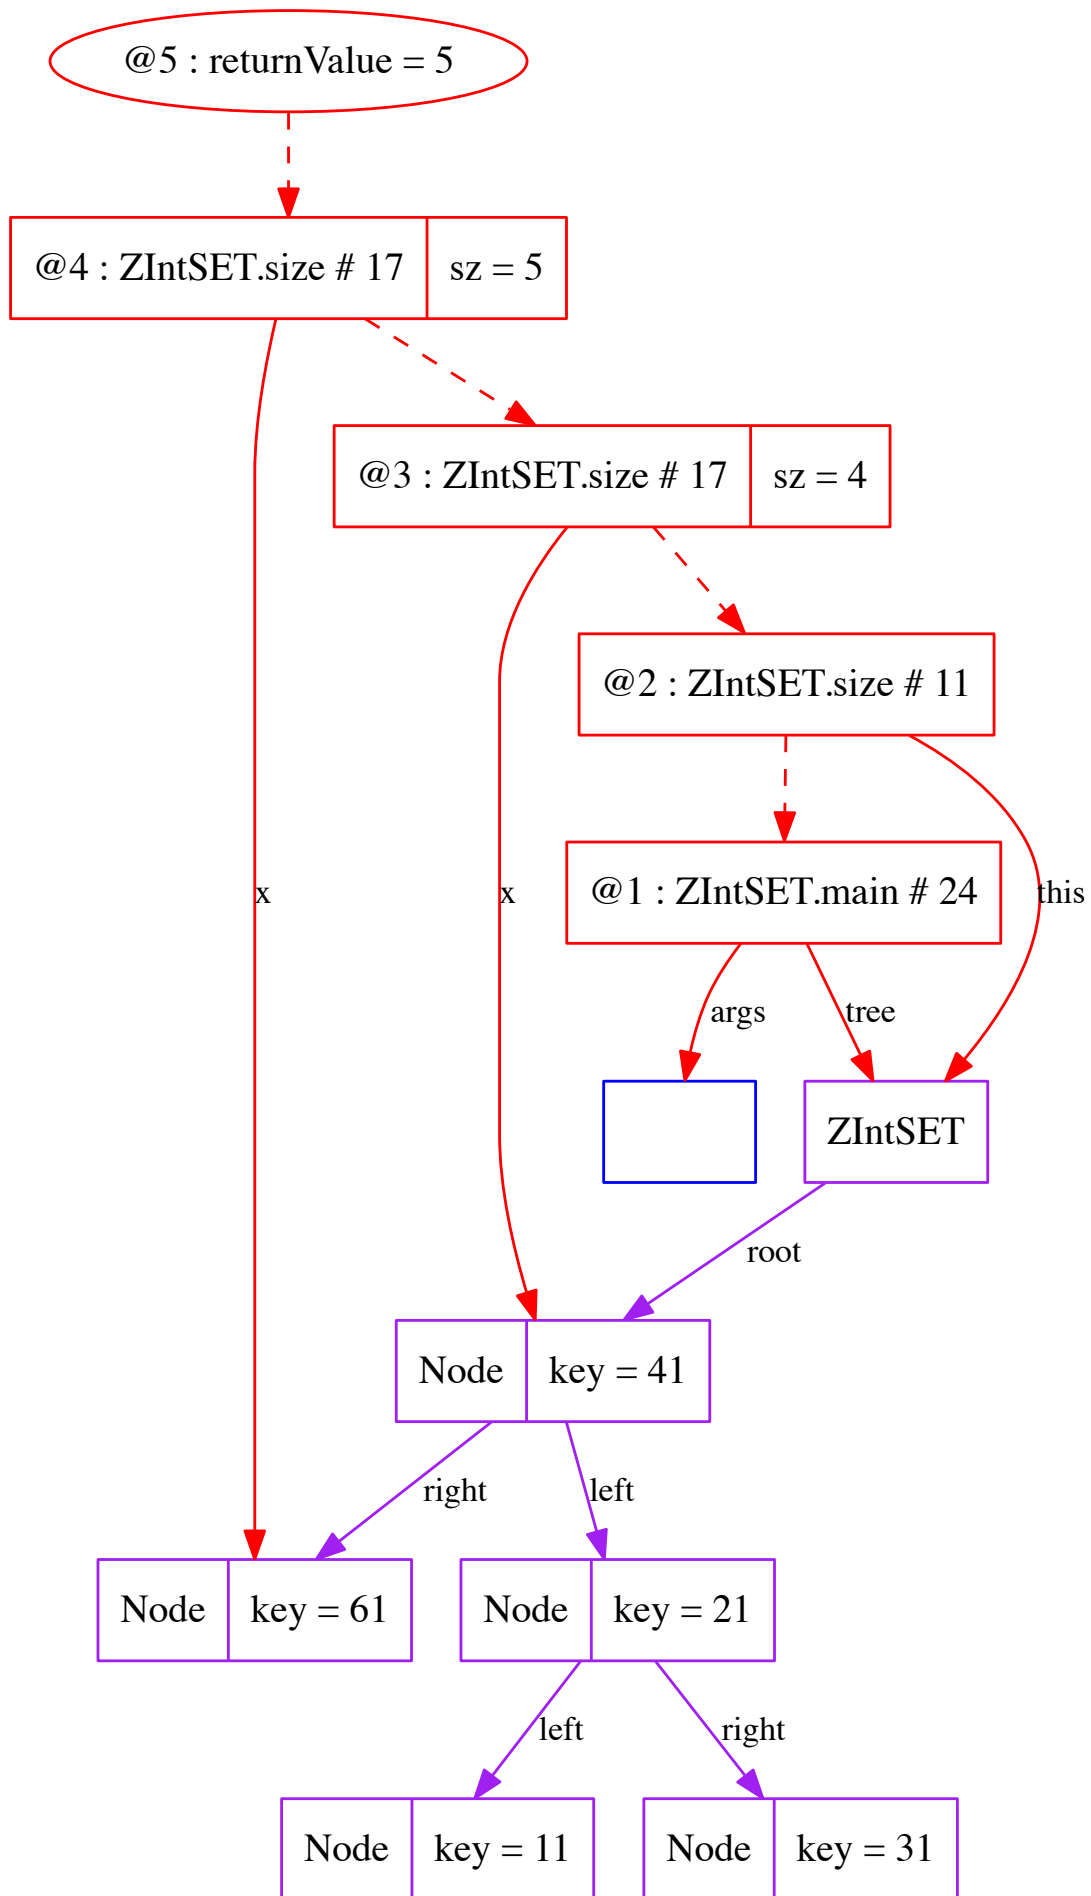 @5 : returnValue = 5
@4 : ZIntSET.size # 17 sz = 5
@3 : ZIntSET.size # 17 sz = 4
@2 : ZIntSET.size # 11
x x @1 : ZIntSET.main # 24 this
args tree
ZIntSET
root
Node key = 41
right left
Node key = 61 Node key = 21
left right
Node key = 11 Node key = 31